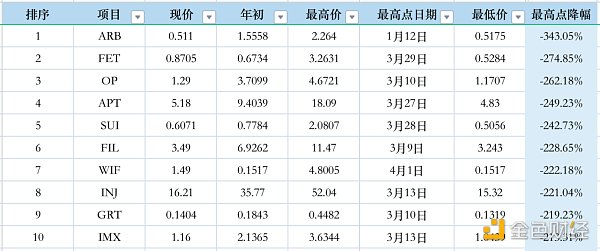 排序 项目 现价 年初 最高价 最高点日期 最低价 最高点降幅
1 ARB 0.511 1.5558 2.264 1月12日 0.5175 -343.05%
2 FET 0.8705 0.6734 3.2631 3月29日 0.5284 -274.85%
3 OP 1.29 3.7099 4.6721 3月10日 1.1707 -262.18%
4 APT 5.18 9.4039 18.09 3月27日 4.83 -249.23%
5 SUI 0.6071 0.7784 2.0807 3月28日 0.5056 -242.73%
6 FIL 3.49 6.9262 11.47 3月9日 3.243 -228.65%
7 WIF 1.49 0.1517 4.8005 4月1日 0.1517 -222.18%
8 INJ 16.21 35.77 52.04 3月13日 15.32 -221.04%
9 GRT 0.1404 0.1843 0.4482 3月10日 0.1319 -219.23%
10 IMX 1.16 2.1365 3.6344 3月13日
金色财经